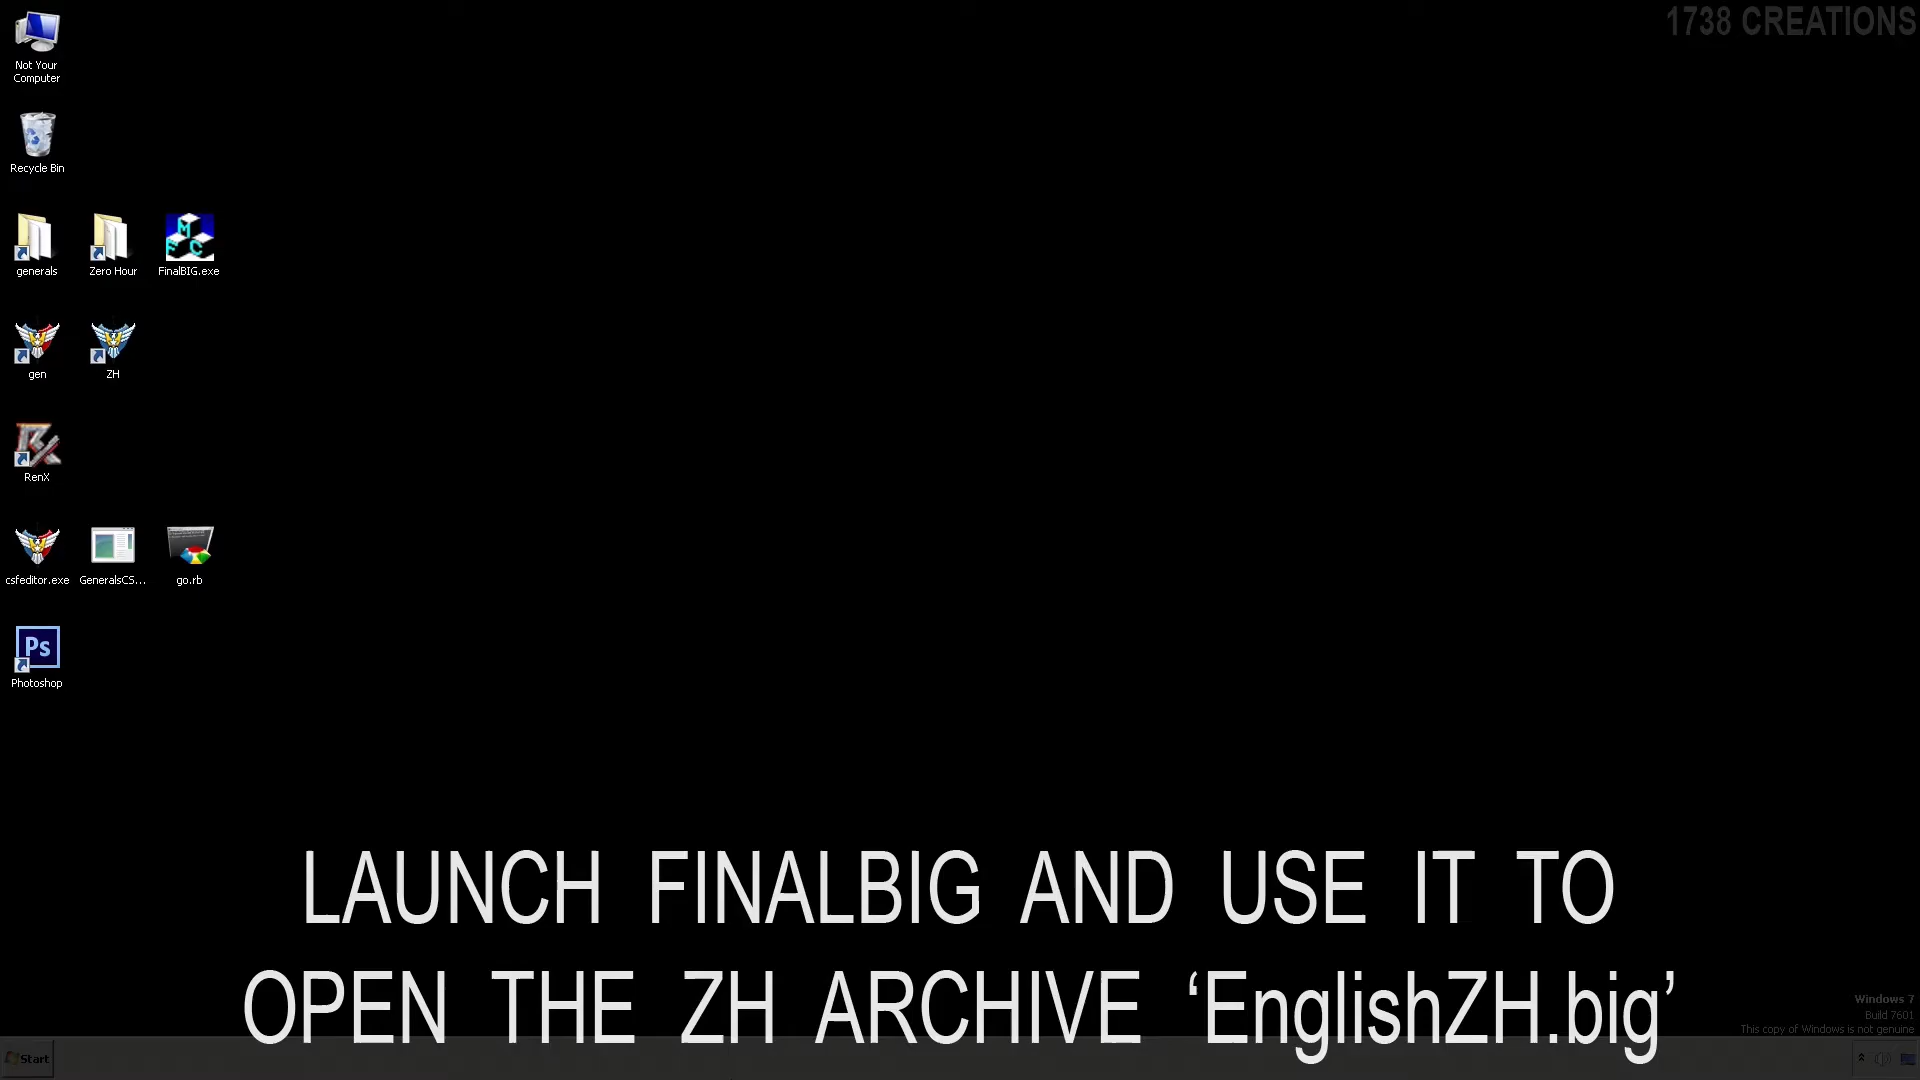 1738 CREATIONS
Not Your
Computer
Recycle Bin
generals
Zero Hour
FinalBIG.exe
gen
ZH
RenX
csfeditor.exe
GeneralsCS...
go.rb
Ps
Photoshop
LAUNCH FINALBIG AND USE IT TO
OPEN THE ZH ARCHIVE ‘EnglishZH.big’
Windows 7
Build 7601
This copy of Windows is not genuine
Start